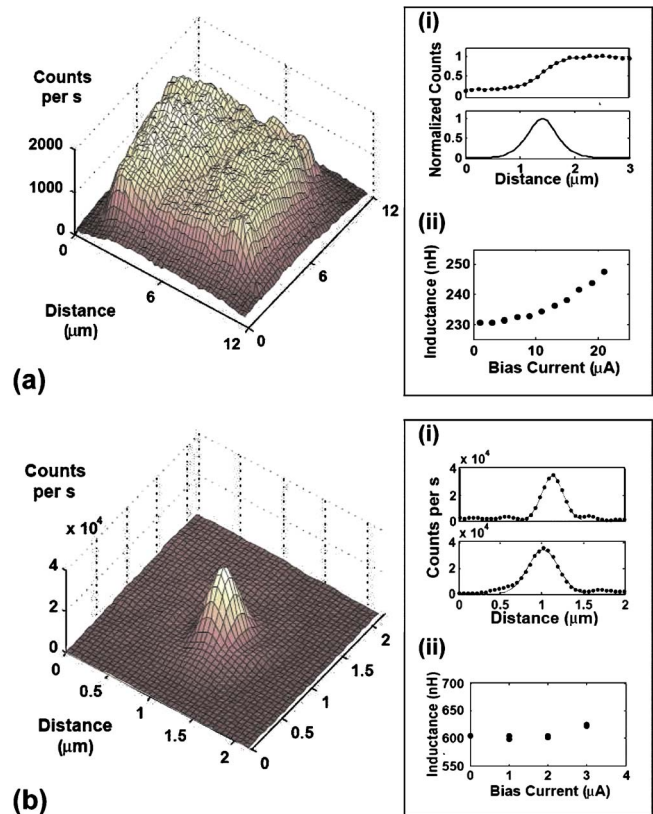 (a)
Counts
per s
2000
1000
0
0
6
12
Distance
(μm)
0
6
12
(i)
Normalized Counts
1
0.5
0
1
0.5
0
0 1 2 3
Distance (μm)
(ii)
Inductance (nH)
250
240
230
0 10 20
Bias Current (μA)
(b)
Counts
per s
x 10⁴
4
2
0
0
0.5
1
1.5
2
Distance
(μm)
0
0.5
1
1.5
2
(i)
x 10⁴
4
2
0
x 10⁴
4
2
0
Counts per s
0 0.5 1 1.5 2
Distance (μm)
(ii)
Inductance (nH)
700
650
600
550
0 1 2 3 4
Bias Current (μA)